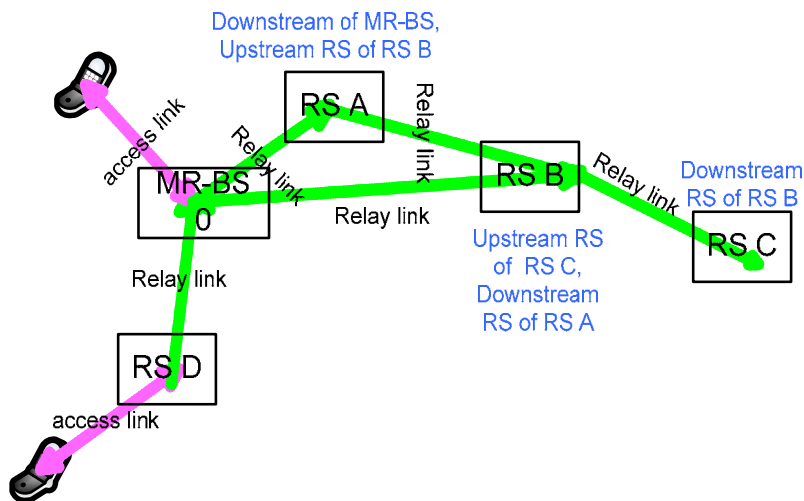 Downstream of MR-BS,
Upstream RS of RS B
RS A
access link
Relay link
Relay link
MR-BS
0
RS B
Relay link
Relay link
Downstream
RS of RS B
RS C
Upstream RS
of RS C,
Downstream
RS of RS A
Relay link
RS D
access link